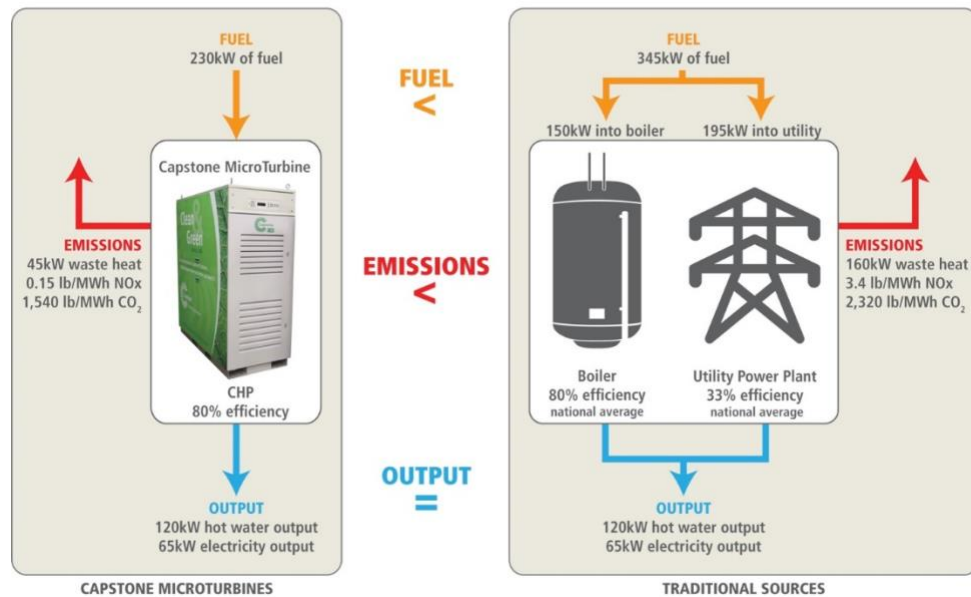 FUEL
230kW of fuel
Capstone MicroTurbine
Clean &
Green
EMISSIONS
45kW waste heat
0.15 lb/MWh NOx
1,540 lb/MWh CO₂
CHP
80% efficiency
OUTPUT
120kW hot water output
65kW electricity output
CAPSTONE MICROTURBINES
FUEL
<
EMISSIONS
<
OUTPUT
=
FUEL
345kW of fuel
150kW into boiler
195kW into utility
Boiler
80% efficiency
national average
Utility Power Plant
33% efficiency
national average
EMISSIONS
160kW waste heat
3.4 lb/MWh NOx
2,320 lb/MWh CO₂
OUTPUT
120kW hot water output
65kW electricity output
TRADITIONAL SOURCES